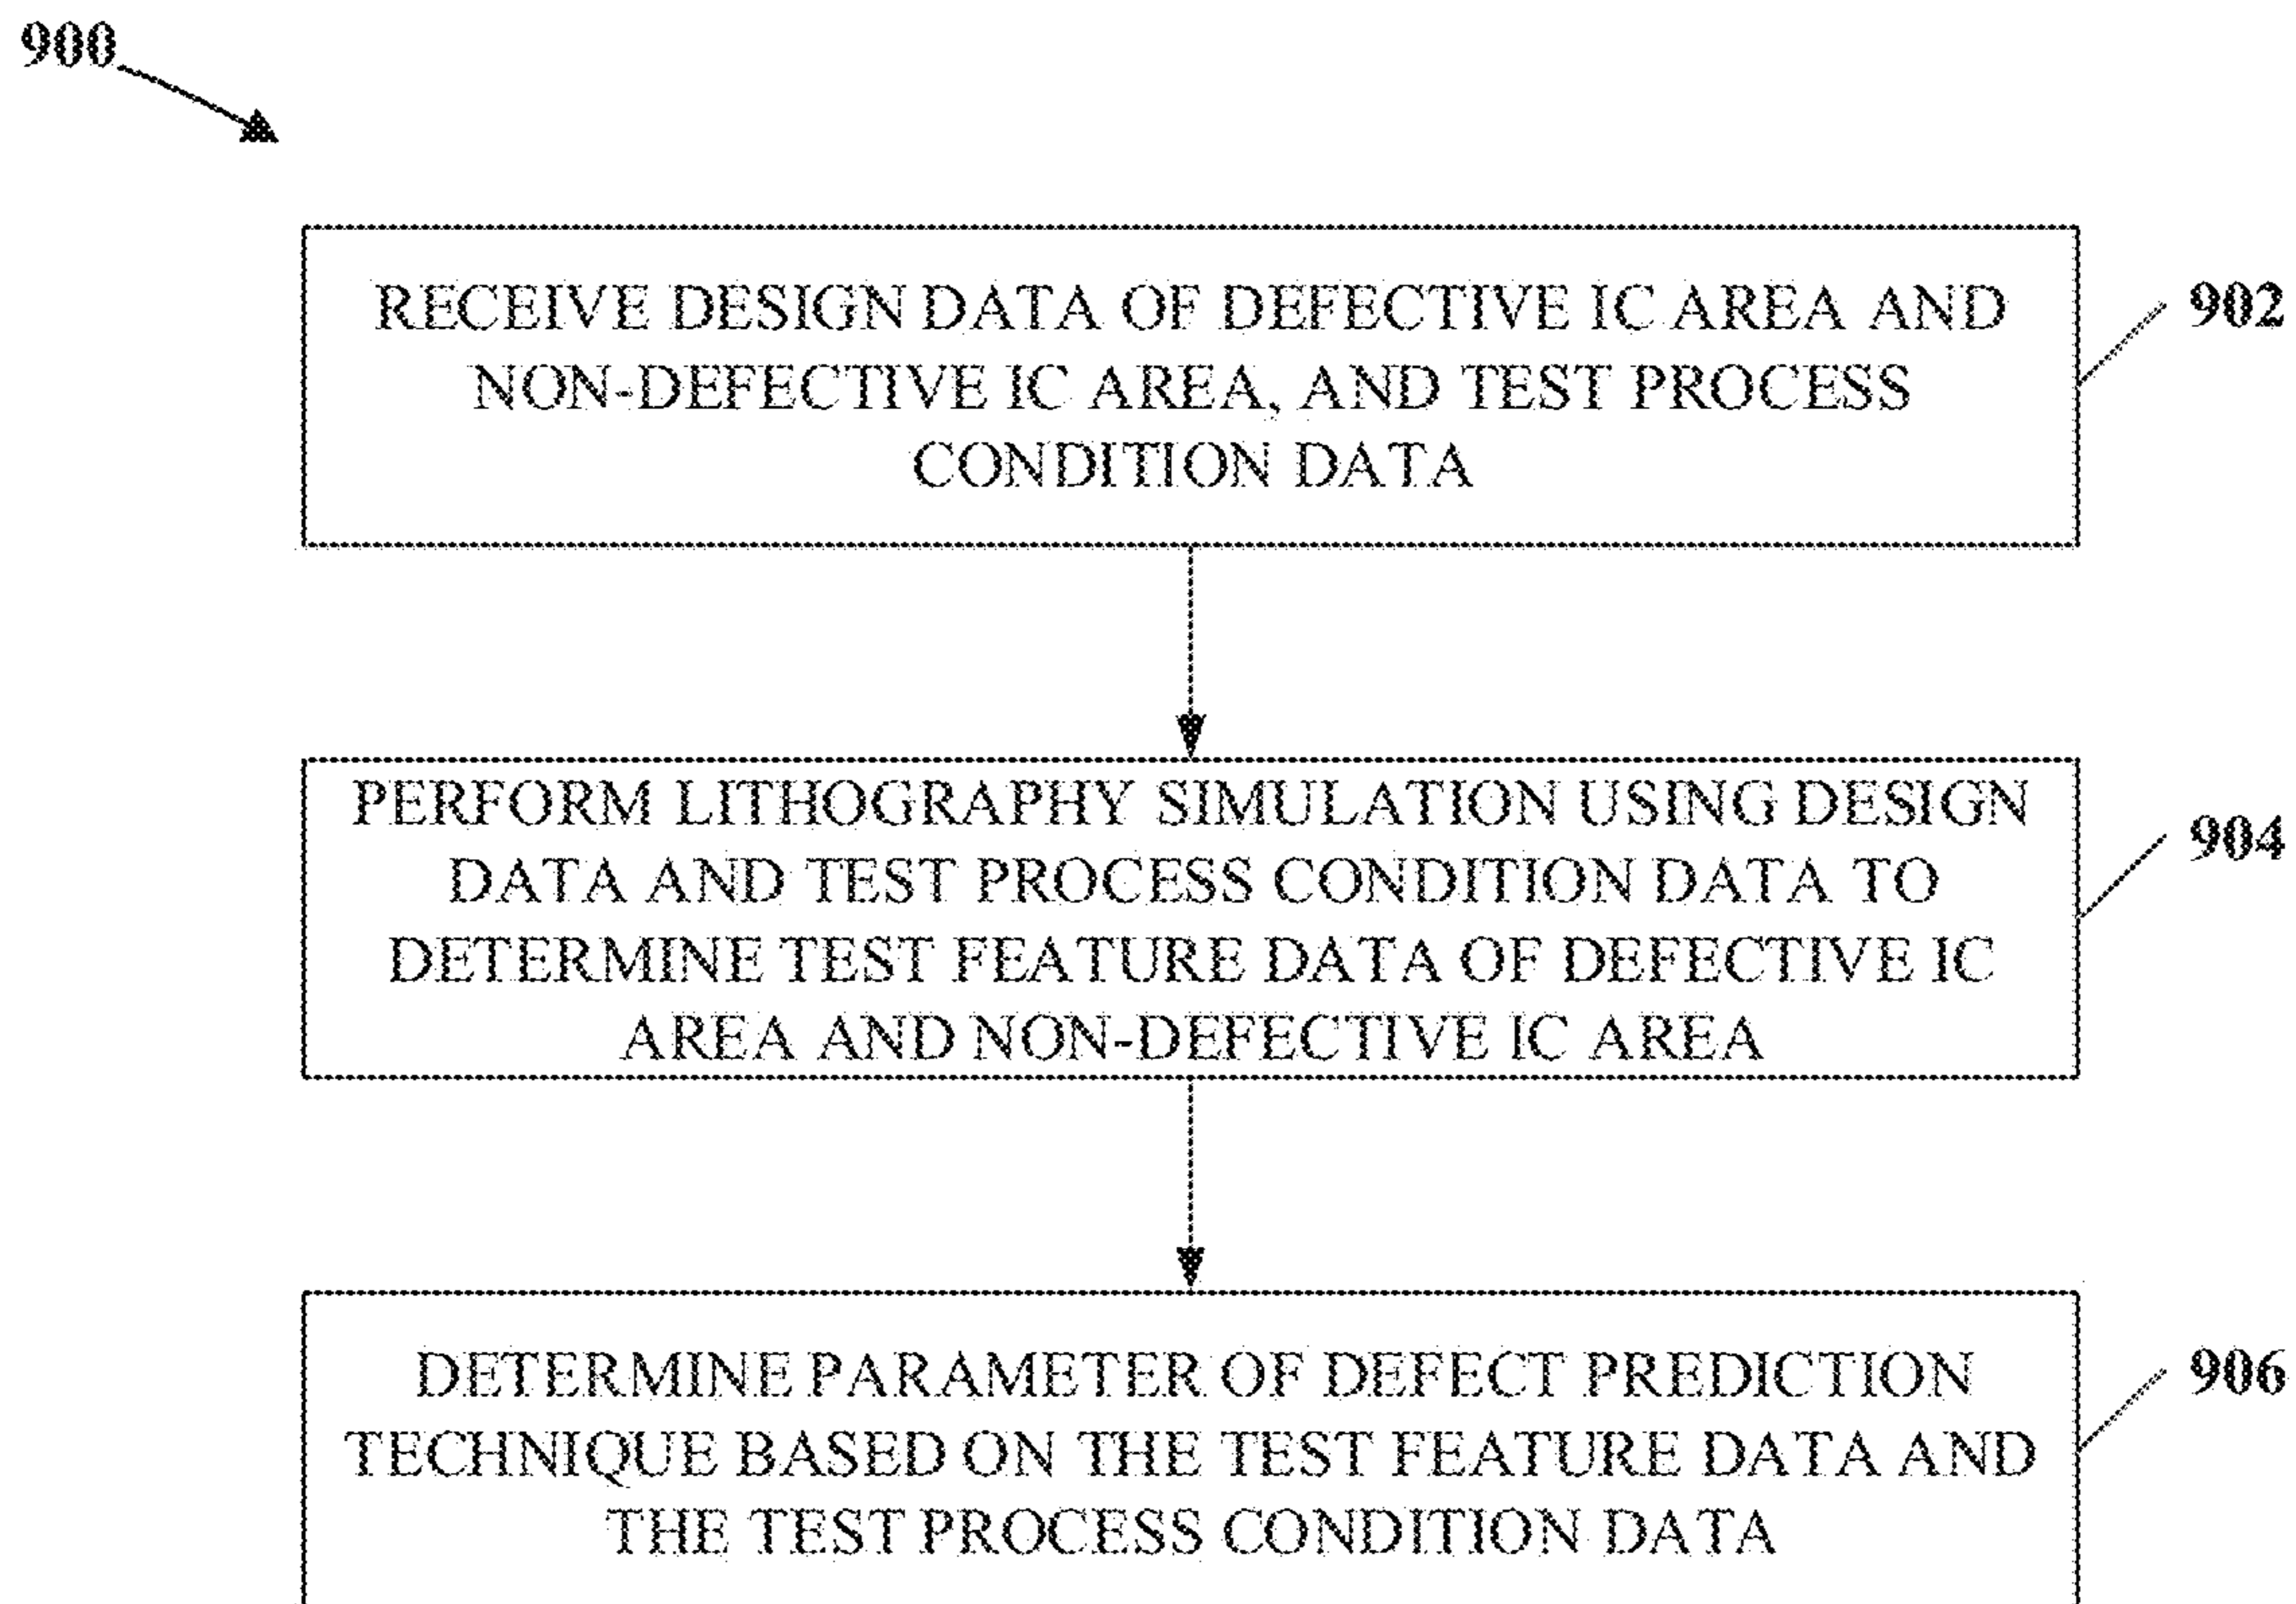 900
RECEIVE DESIGN DATA OF DEFECTIVE IC AREA AND
902
NON-DEFECTIVE IC AREA, AND TEST PROCESS
CONDITION DATA
PERFORM LITHOGRAPHY SIMULATION USING DESIGN
904
DATA AND TEST PROCESS CONDITION DATA TO
DETERMINE TEST FEATURE DATA OF DEFECTIVE IC
AREA AND NON-DEFECTIVE IC AREA
DETERMINE PARAMETER OF DEFECT PREDICTION
906
TECHNIQUE BASED ON THE TEST FEATURE DATA AND
THE TEST PROCESS CONDITION DATA